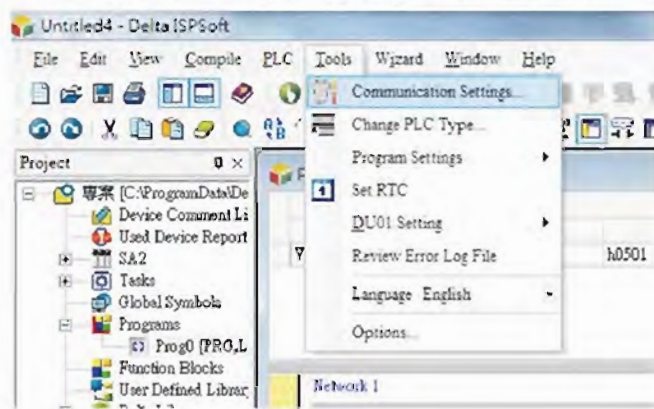 Untitled4 - Delta ISPSoft
File Edit View Compile PLC Tools Wizard Window Help
Communication Settings...
Change PLC Type...
Program Settings
Set RTC
DU01 Setting
Review Error Log File
Language English
Options...
Project
專案 [C:\ProgramData\De
Device Comment Li
Used Device Report
SA2
Tasks
Global Symbols
Programs
Prog0 [PRG,L
Function Blocks
User Defined Librar
h0501
Network 1